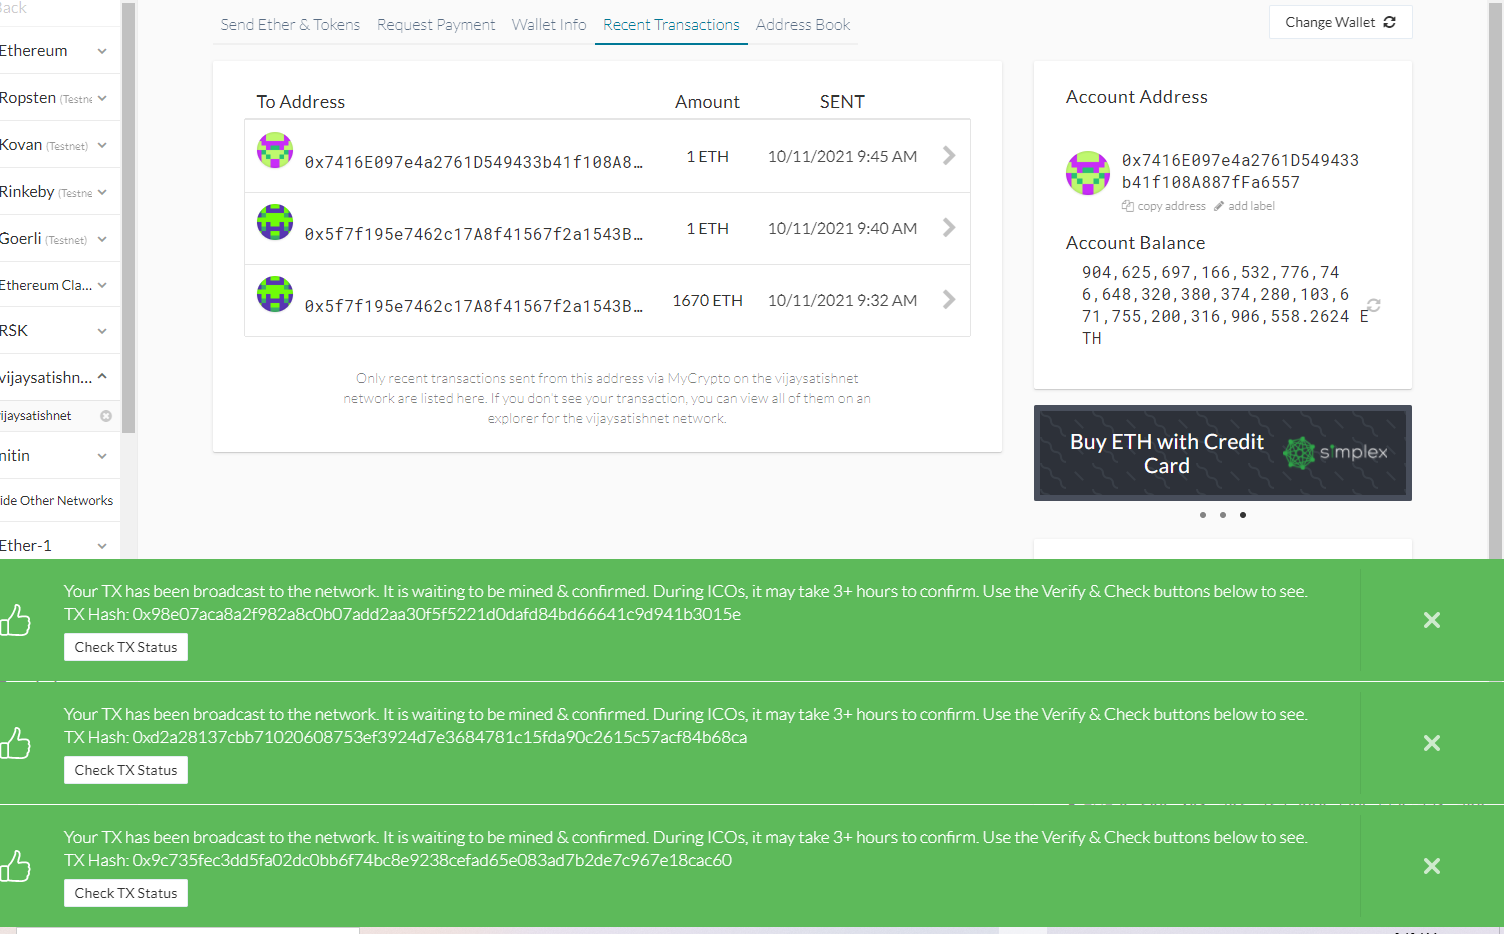 Back
Send Ether & Tokens Request Payment Wallet Info Recent Transactions Address Book
Change Wallet
Ethereum
Ropsten (Testne
Kovan (Testnet)
Rinkeby (Testne
Goerli (Testnet)
Ethereum Cla...
RSK
vijaysatishn...
ijaysatishnet
nitin
ide Other Networks
Ether-1
To Address Amount SENT
0x7416E097e4a2761D549433b41f108A8… 1 ETH 10/11/2021 9:45 AM
0x5f7f195e7462c17A8f41567f2a1543B… 1 ETH 10/11/2021 9:40 AM
0x5f7f195e7462c17A8f41567f2a1543B… 1670 ETH 10/11/2021 9:32 AM
Only recent transactions sent from this address via MyCrypto on the vijaysatishnet
network are listed here. If you don't see your transaction, you can view all of them on an
explorer for the vijaysatishnet network.
Account Address
0x7416E097e4a2761D549433
b41f108A887fFa6557
copy address add label
Account Balance
904,625,697,166,532,776,74
6,648,320,380,374,280,103,6
71,755,200,316,906,558.2624 E
TH
Buy ETH with Credit
Card
simplex
Your TX has been broadcast to the network. It is waiting to be mined & confirmed. During ICOs, it may take 3+ hours to confirm. Use the Verify & Check buttons below to see.
TX Hash: 0x98e07aca8a2f982a8c0b07add2aa30f5f5221d0dafd84bd66641c9d941b3015e
Check TX Status
Your TX has been broadcast to the network. It is waiting to be mined & confirmed. During ICOs, it may take 3+ hours to confirm. Use the Verify & Check buttons below to see.
TX Hash: 0xd2a28137cbb71020608753ef3924d7e3684781c15fda90c2615c57acf84b68ca
Check TX Status
Your TX has been broadcast to the network. It is waiting to be mined & confirmed. During ICOs, it may take 3+ hours to confirm. Use the Verify & Check buttons below to see.
TX Hash: 0x9c735fec3dd5fa02dc0bb6f74bc8e9238cefad65e083ad7b2de7c967e18cac60
Check TX Status